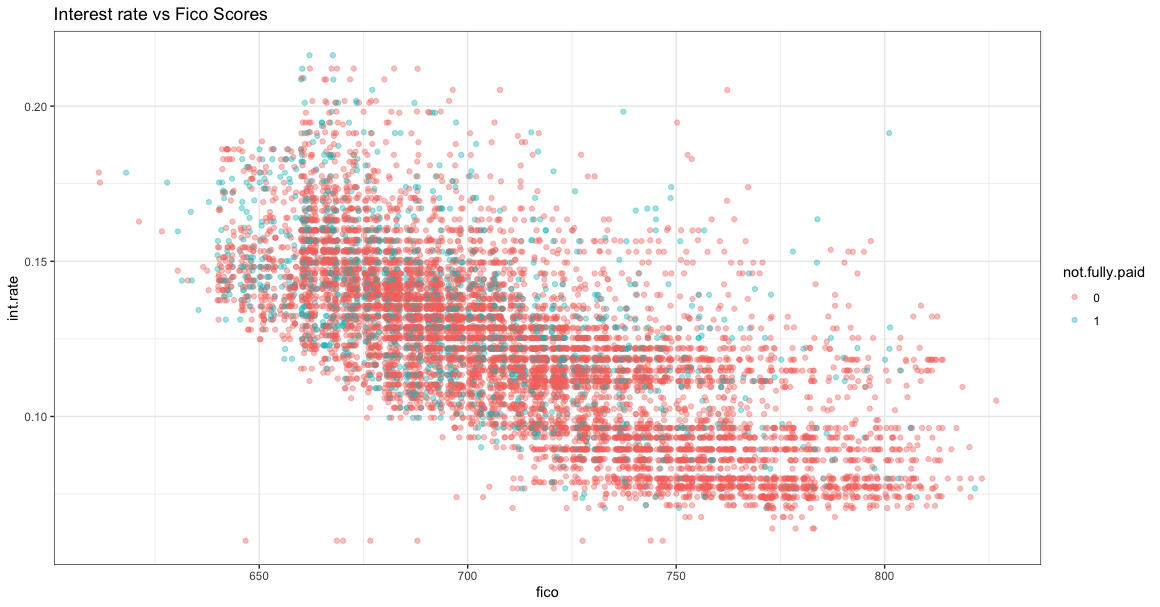 Interest rate vs Fico Scores
0.20
0.15
0.10
int.rate
650 700 750 800
fico
not.fully.paid
0
1